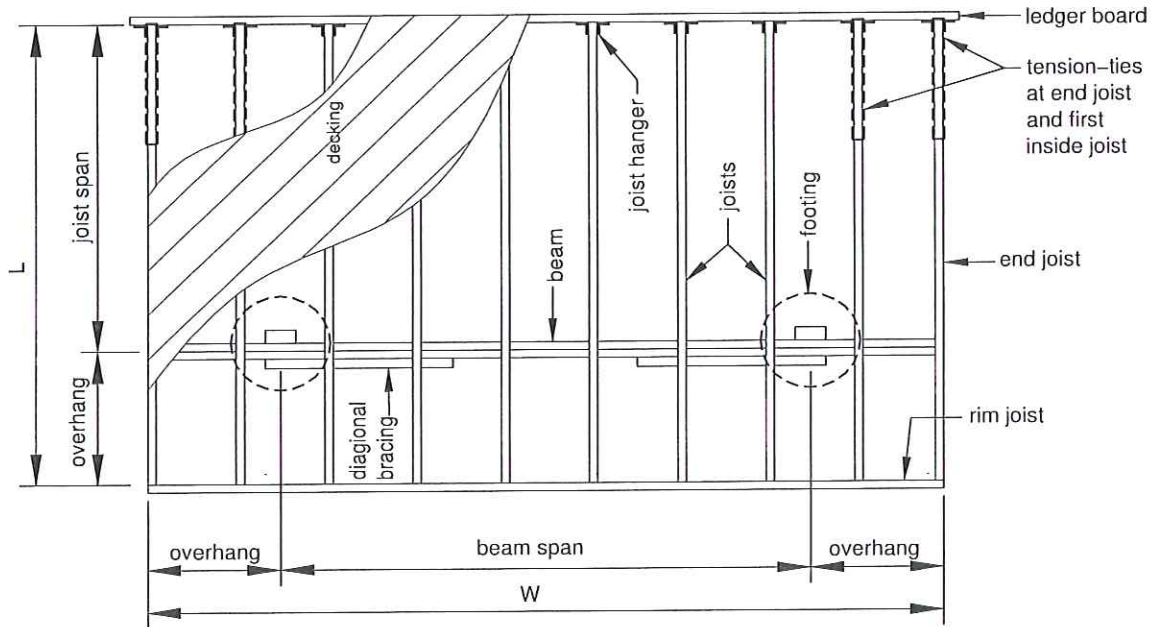 ledger board
tension-ties
at end joist
and first
inside joist
decking
joist hanger
joists
footing
joist span
L
beam
end joist
overhang
diagional
bracing
rim joist
overhang
beam span
overhang
W